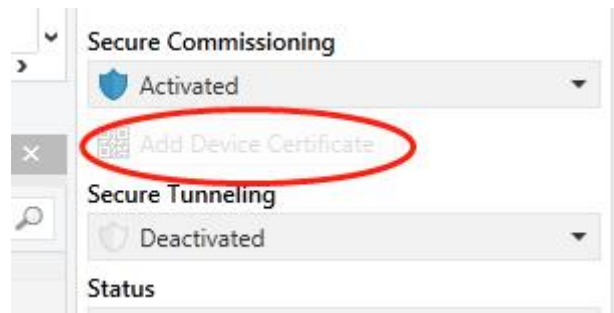 Secure Commissioning
Activated
Add Device Certificate
Secure Tunneling
Deactivated
Status